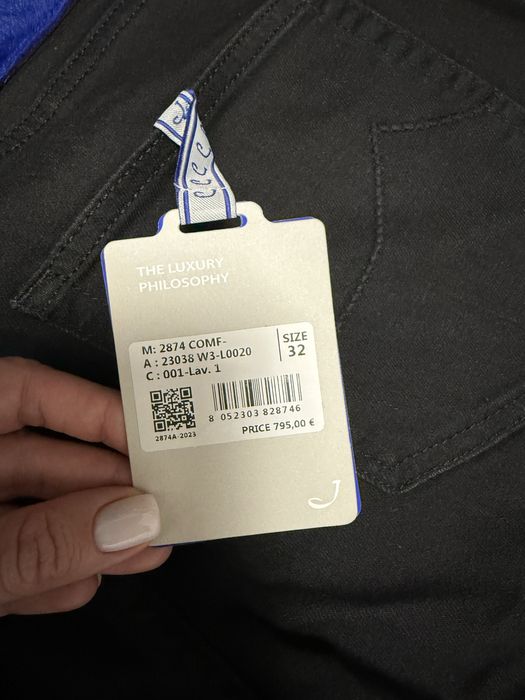 THE LUXURY
PHILOSOPHY
M: 2874 COMF-
A : 23038 W3-L0020
C : 001-Lav. 1
SIZE
32
8 052303 828746
2874A-2023
PRICE 795,00 €